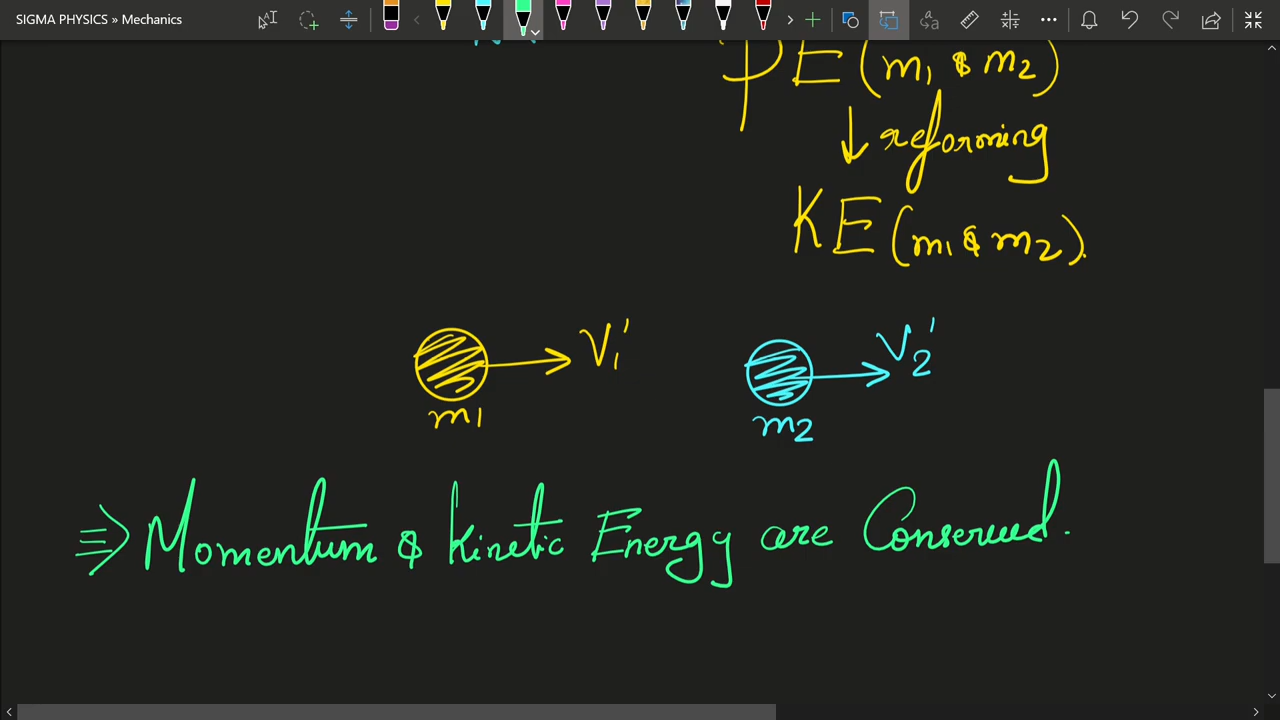 SIGMA PHYSICS » Mechanics
PE (m1 & m2)
↓ reforming
KE (m1 & m2).
V1'
V2'
m1
m2
⇒ Momentum & Kinetic Energy are Conserved.